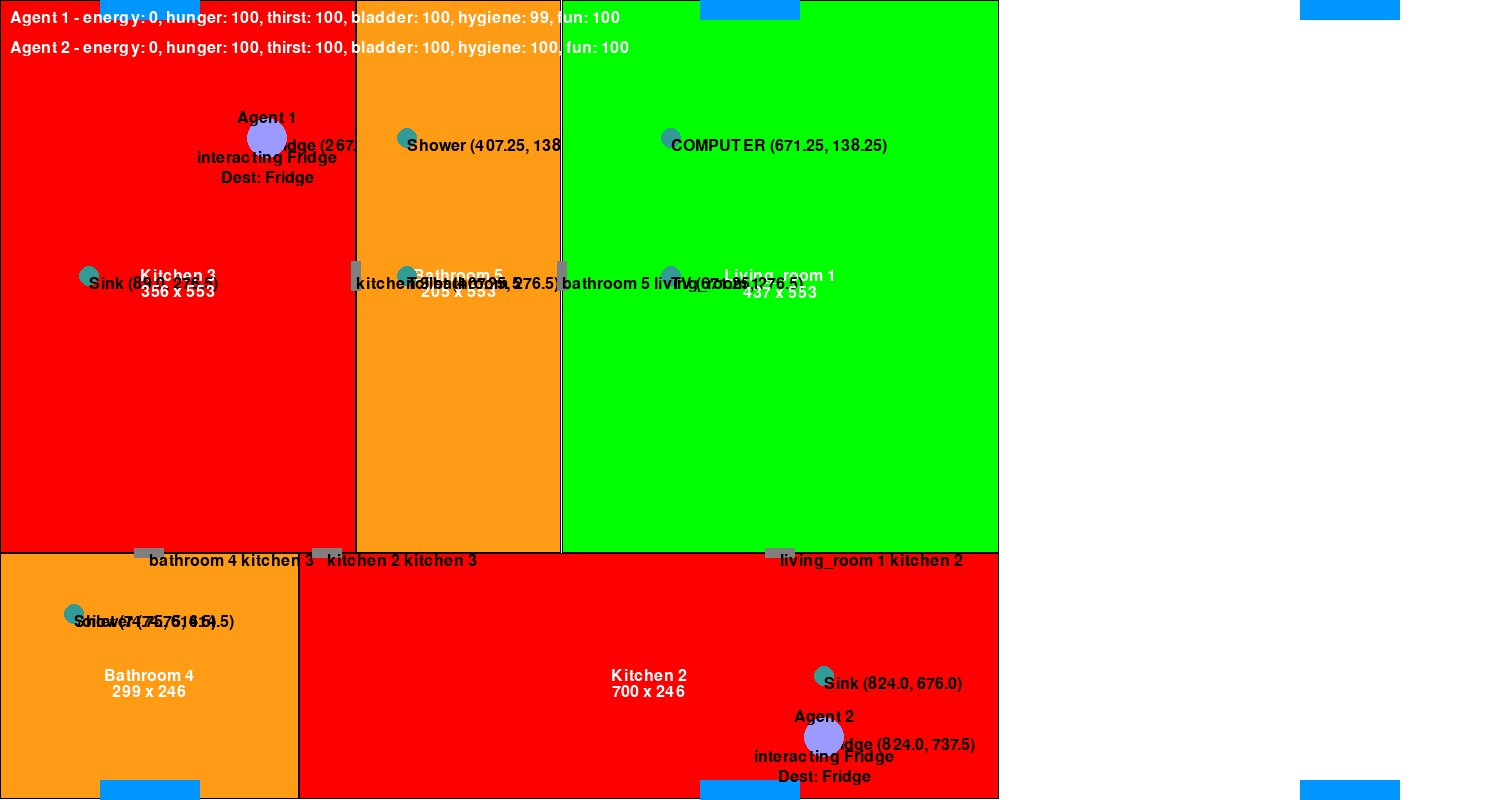 Agent 1 - energy: 0, hunger: 100, thirst: 100, bladder: 100, hygiene: 99, fun: 100
Agent 2 - energy: 0, hunger: 100, thirst: 100, bladder: 100, hygiene: 100, fun: 100
Agent 1
interacting Fridge
Dest: Fridge
Shower (407.25, 138
COMPUTER (671.25, 138.25)
Kitchen 3
356 x 553
Bathroom 5
205 x 553
bathroom 5
Living_room 1
437 x 553
bathroom 4 kitchen 3
kitchen 2 kitchen 3
living_room 1 kitchen 2
Bathroom 4
299 x 246
Kitchen 2
700 x 246
Sink (824.0, 676.0)
Agent 2
(824.0, 737.5)
interacting Fridge
Dest: Fridge